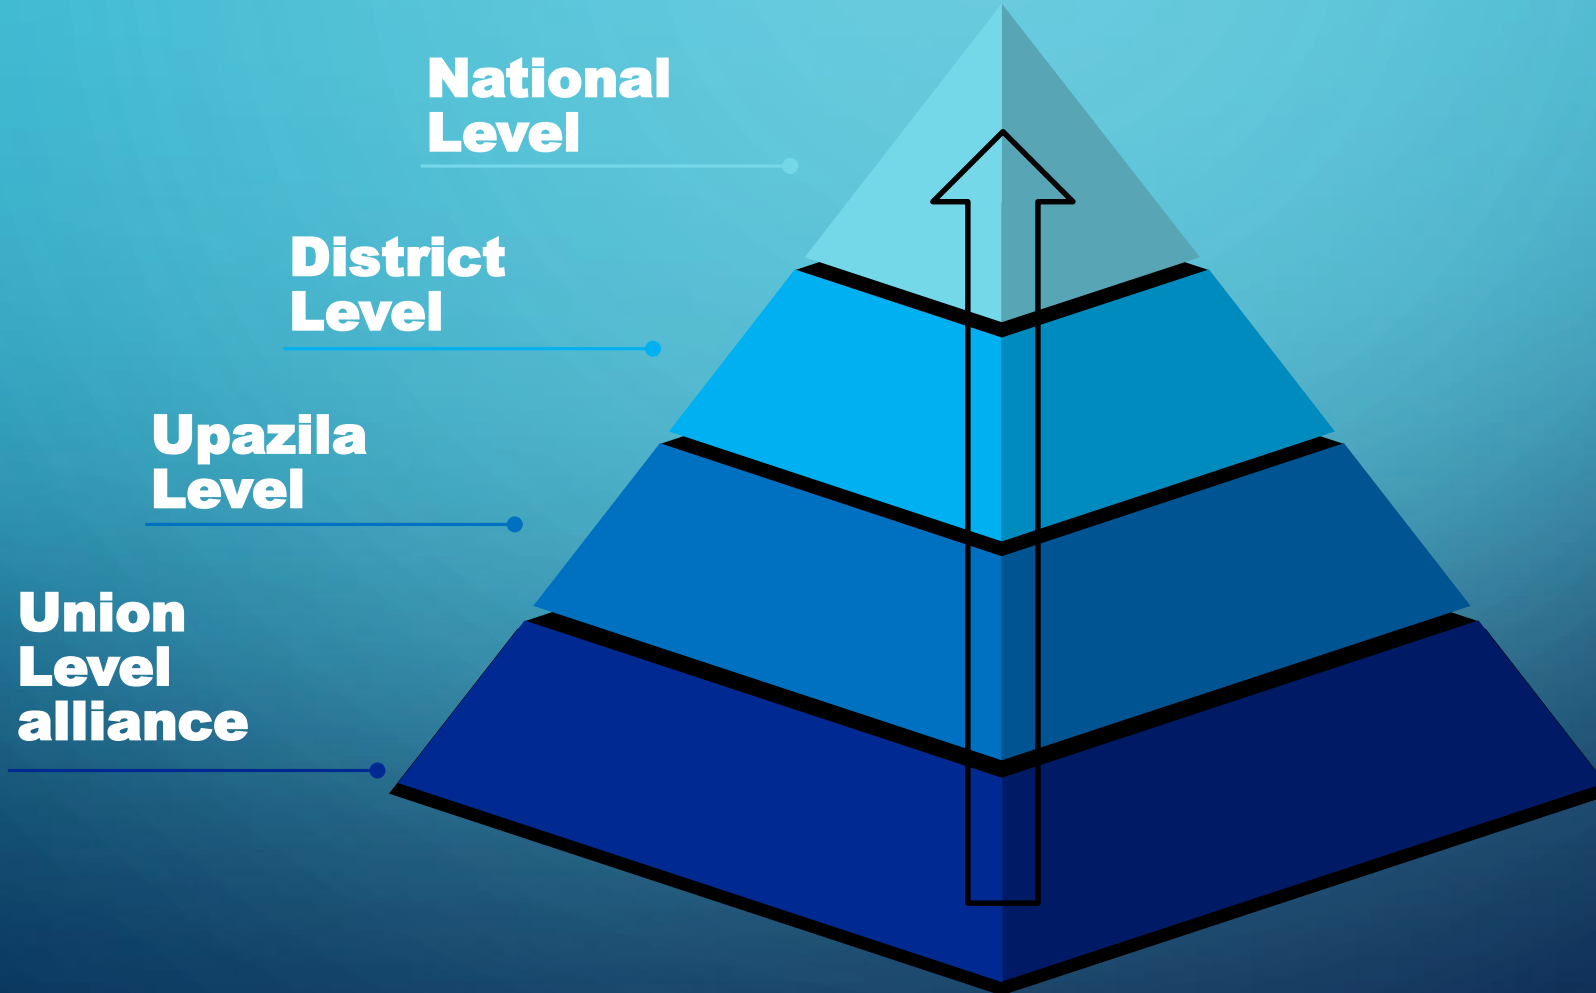 National
Level
District
Level
Upazila
Level
Union
Level
alliance